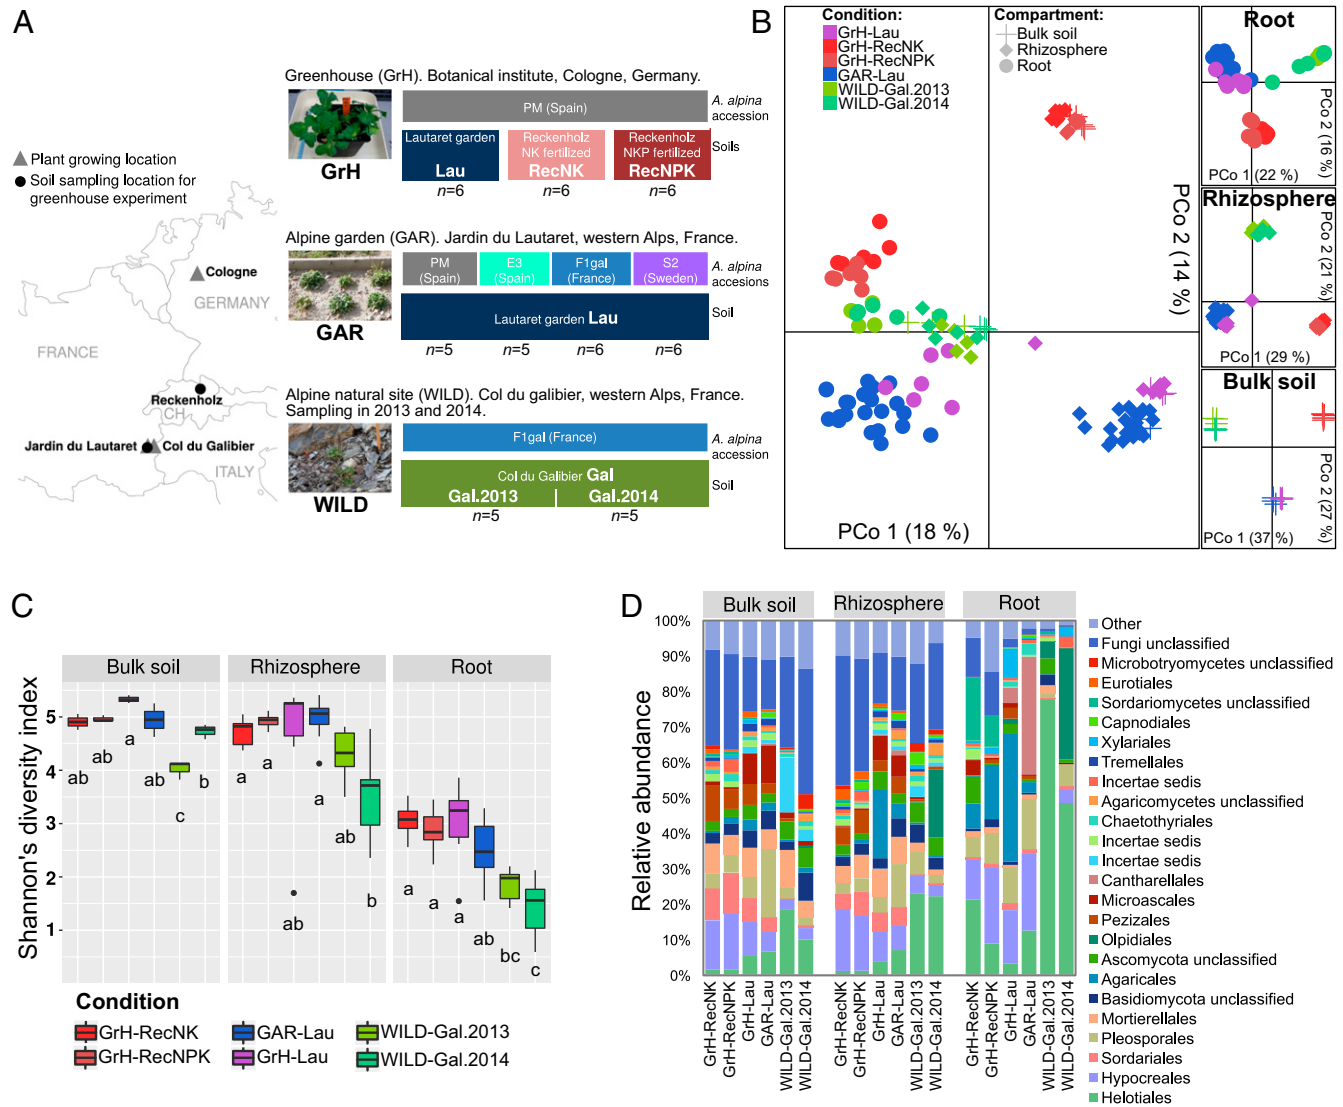 A
Greenhouse (GrH). Botanical institute, Cologne, Germany.
PM (Spain)
A. alpina
accession
Lautaret garden
Lau
Reckenholz
NK fertilized
RecNK
Reckenholz
NKP fertilized
RecNPK
Soils
GrH
n=6
n=6
n=6
Plant growing location
Soil sampling location for
greenhouse experiment
Cologne
GERMANY
FRANCE
Reckenholz
CH
Jardin du Lautaret
Col du Galibier
ITALY
Alpine garden (GAR). Jardin du Lautaret, western Alps, France.
PM
(Spain)
E3
(Spain)
F1gal
(France)
S2
(Sweden)
A. alpina
accesions
Lautaret garden Lau
Soil
GAR
n=5
n=5
n=6
n=6
Alpine natural site (WILD). Col du galibier, western Alps, France.
Sampling in 2013 and 2014.
F1gal (France)
A. alpina
accession
Col du Galibier Gal
Gal.2013
Gal.2014
Soil
WILD
n=5
n=5
B
Condition:
GrH-Lau
GrH-RecNK
GrH-RecNPK
GAR-Lau
WILD-Gal.2013
WILD-Gal.2014
Compartment:
Bulk soil
Rhizosphere
Root
PCo 2 (14 %)
PCo 1 (18 %)
Root
PCo 2 (16 %)
PCo 1 (22 %)
Rhizosphere
PCo 2 (21 %)
PCo 1 (29 %)
Bulk soil
PCo 2 (27 %)
PCo 1 (37 %)
C
Bulk soil
Rhizosphere
Root
Shannon's diversity index
5
4
3
2
1
ab
ab
a
ab
c
b
a
a
ab
a
ab
b
a
a
a
ab
bc
c
Condition
GrH-RecNK
GAR-Lau
WILD-Gal.2013
GrH-RecNPK
GrH-Lau
WILD-Gal.2014
D
Bulk soil
Rhizosphere
Root
Relative abundance
100%
90%
80%
70%
60%
50%
40%
30%
20%
10%
0%
GrH-RecNK
GrH-RecNPK
GrH-Lau
GAR-Lau
WILD-Gal.2013
WILD-Gal.2014
GrH-RecNK
GrH-RecNPK
GrH-Lau
GAR-Lau
WILD-Gal.2013
WILD-Gal.2014
GrH-RecNK
GrH-RecNPK
GrH-Lau
GAR-Lau
WILD-Gal.2013
WILD-Gal.2014
Other
Fungi unclassified
Microbotryomycetes unclassified
Eurotiales
Sordariomycetes unclassified
Capnodiales
Xylariales
Tremellales
Incertae sedis
Agaricomycetes unclassified
Chaetothyriales
Incertae sedis
Incertae sedis
Cantharellales
Microascales
Pezizales
Olpidiales
Ascomycota unclassified
Agaricales
Basidiomycota unclassified
Mortierellales
Pleosporales
Sordariales
Hypocreales
Helotiales